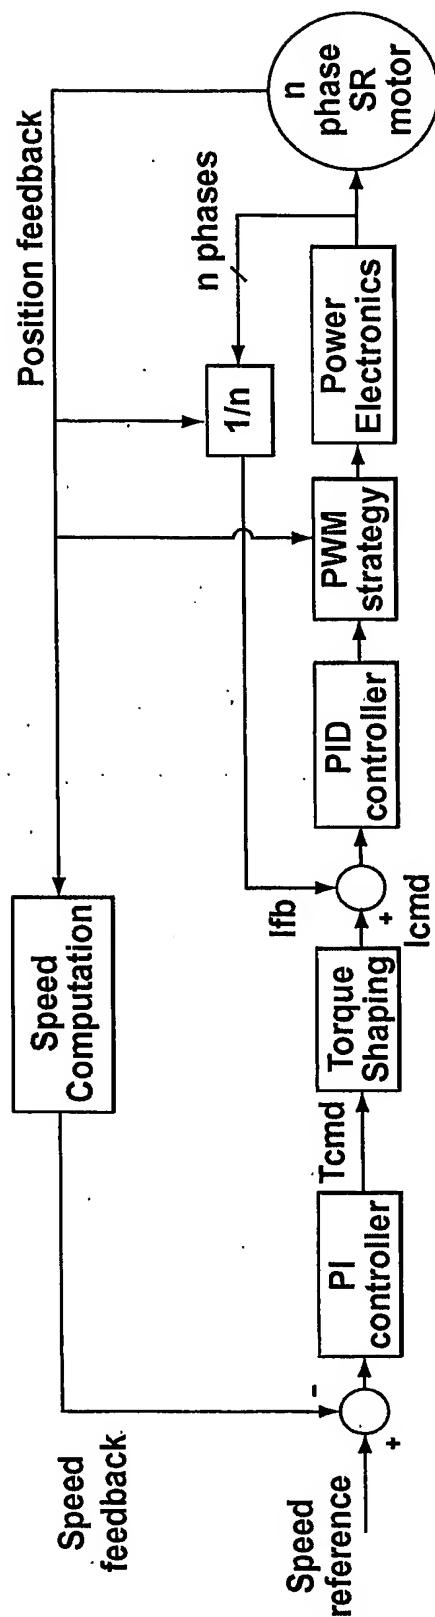 Position feedback
n
phase
SR
motor
n phases
Speed
Computation
1/n
Power
Electronics
PWM
strategy
PID
controller
Ifb
+
Icmd
Torque
Shaping
Tcmd
PI
controller
-
+
Speed
feedback
Speed
reference